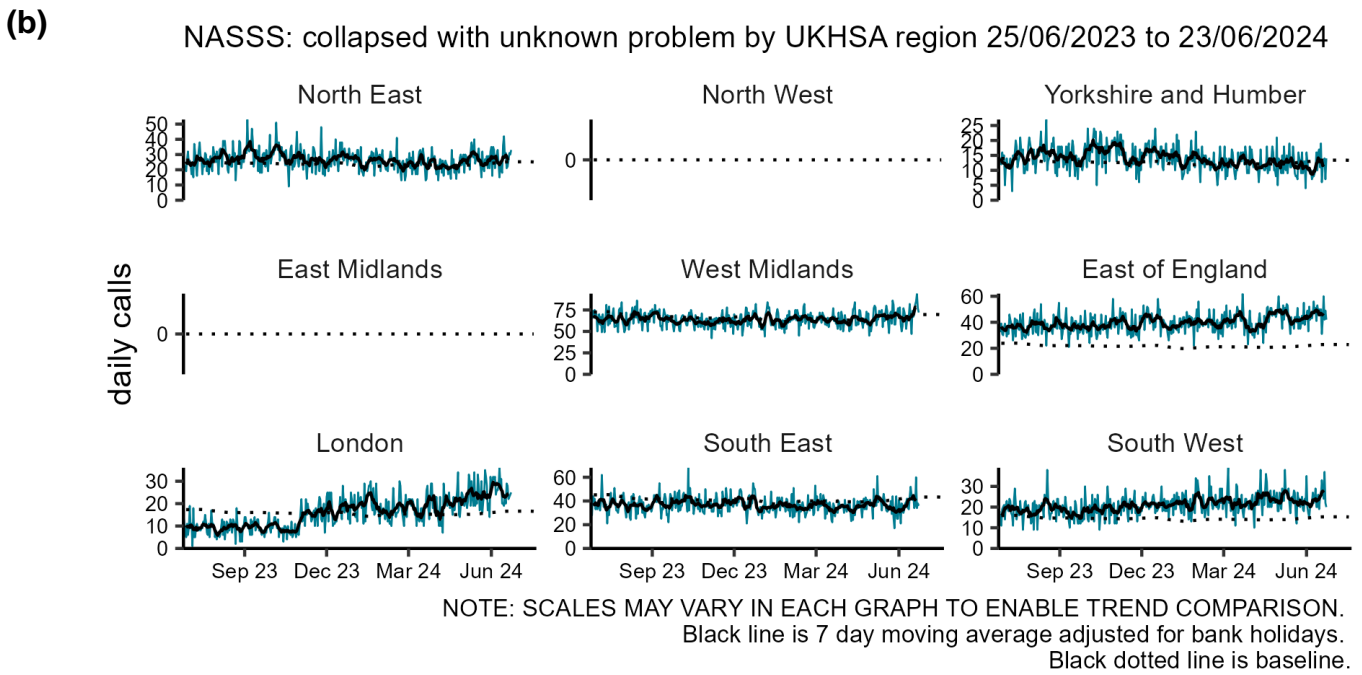 (b)
NASSS: collapsed with unknown problem by UKHSA region 25/06/2023 to 23/06/2024
North East
North West
Yorkshire and Humber
50
40
30
20
10
0
0
25
20
15
10
5
0
East Midlands
West Midlands
East of England
daily calls
0
75
50
25
0
60
40
20
0
London
South East
South West
30
20
10
0
60
40
20
0
30
20
10
0
Sep 23 Dec 23 Mar 24 Jun 24
Sep 23 Dec 23 Mar 24 Jun 24
Sep 23 Dec 23 Mar 24 Jun 24
NOTE: SCALES MAY VARY IN EACH GRAPH TO ENABLE TREND COMPARISON.
Black line is 7 day moving average adjusted for bank holidays.
Black dotted line is baseline.